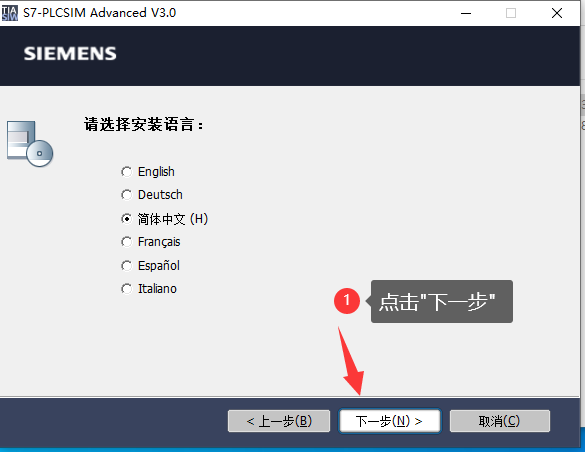 S7-PLCSIM Advanced V3.0
SIEMENS
请选择安装语言：
English
Deutsch
简体中文 (H)
Français
Español
Italiano
1 点击"下一步"
< 上一步(B)
下一步(N) >
取消(C)